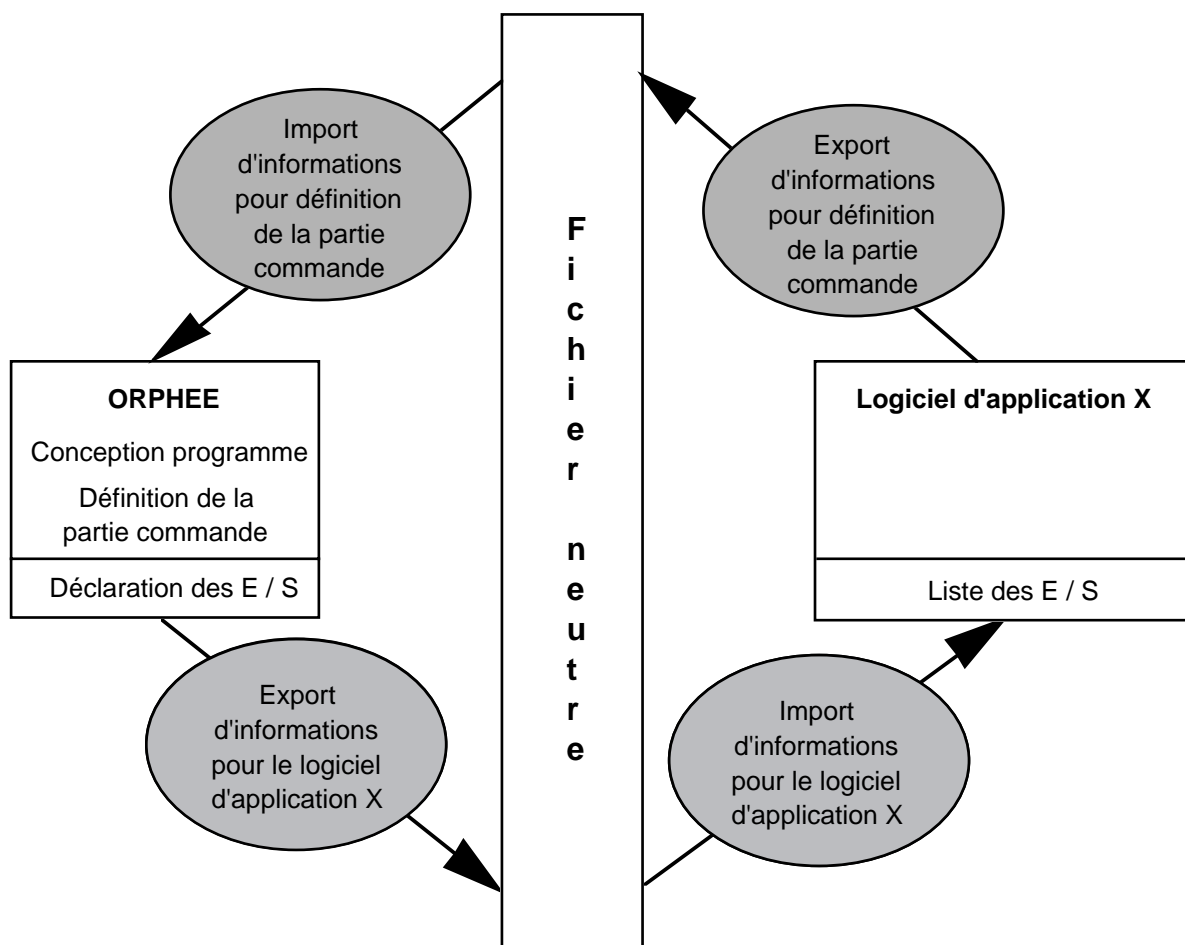 Import
d'informations
pour définition
de la partie
commande
Export
d'informations
pour définition
de la partie
commande
Fichier neutre
ORPHEE
Conception programme
Définition de la
partie commande
Déclaration des E / S
Logiciel d'application X
Liste des E / S
Export
d'informations
pour le logiciel
d'application X
Import
d'informations
pour le logiciel
d'application X